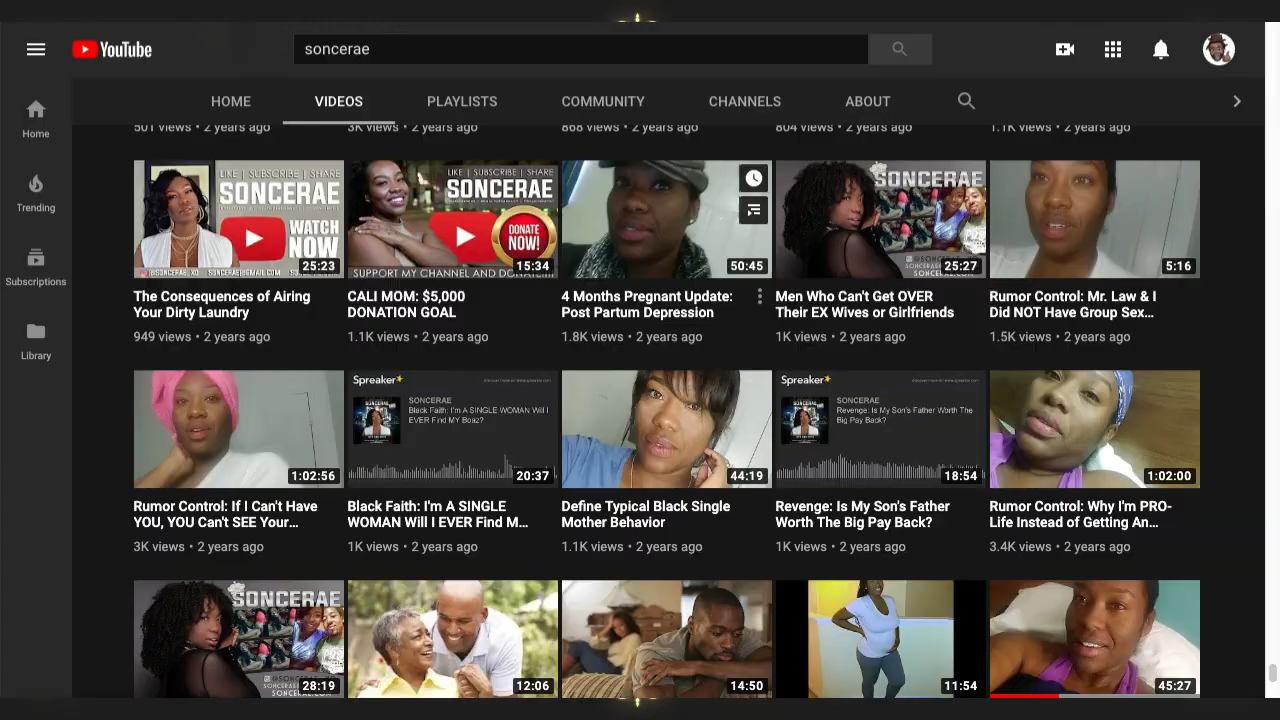 YouTube
soncerae
HOME VIDEOS PLAYLISTS COMMUNITY CHANNELS ABOUT
Home
Trending
Subscriptions
Library
501 views • 2 years ago
3K views • 2 years ago
868 views • 2 years ago
804 views • 2 years ago
1.1K views • 2 years ago
LIKE | SUBSCRIBE | SHARE
SONCERAE
WATCH
NOW!
25:23
The Consequences of Airing
Your Dirty Laundry
949 views • 2 years ago
LIKE | SUBSCRIBE | SHARE
SONCERAE
DONATE
NOW!
SUPPORT MY CHANNEL AND
15:34
CALI MOM: $5,000
DONATION GOAL
1.1K views • 2 years ago
50:45
4 Months Pregnant Update:
Post Partum Depression
1.8K views • 2 years ago
SONCERAE
25:27
Men Who Can't Get OVER
Their EX Wives or Girlfriends
1K views • 2 years ago
5:16
Rumor Control: Mr. Law & I
Did NOT Have Group Sex...
1.5K views • 2 years ago
1:02:56
Rumor Control: If I Can't Have
YOU, YOU Can't SEE Your...
3K views • 2 years ago
Spreaker
SONCERAE
Black Faith: I'm A SINGLE WOMAN Will I
EVER Find MY Boaz?
20:37
Black Faith: I'm A SINGLE
WOMAN Will I EVER Find M...
1K views • 2 years ago
44:19
Define Typical Black Single
Mother Behavior
1.1K views • 2 years ago
Spreaker
SONCERAE
Revenge: Is My Son's Father Worth The
Big Pay Back?
18:54
Revenge: Is My Son's Father
Worth The Big Pay Back?
1K views • 2 years ago
1:02:00
Rumor Control: Why I'm PRO-
Life Instead of Getting An...
3.4K views • 2 years ago
SONCERAE
28:19
12:06
14:50
11:54
45:27